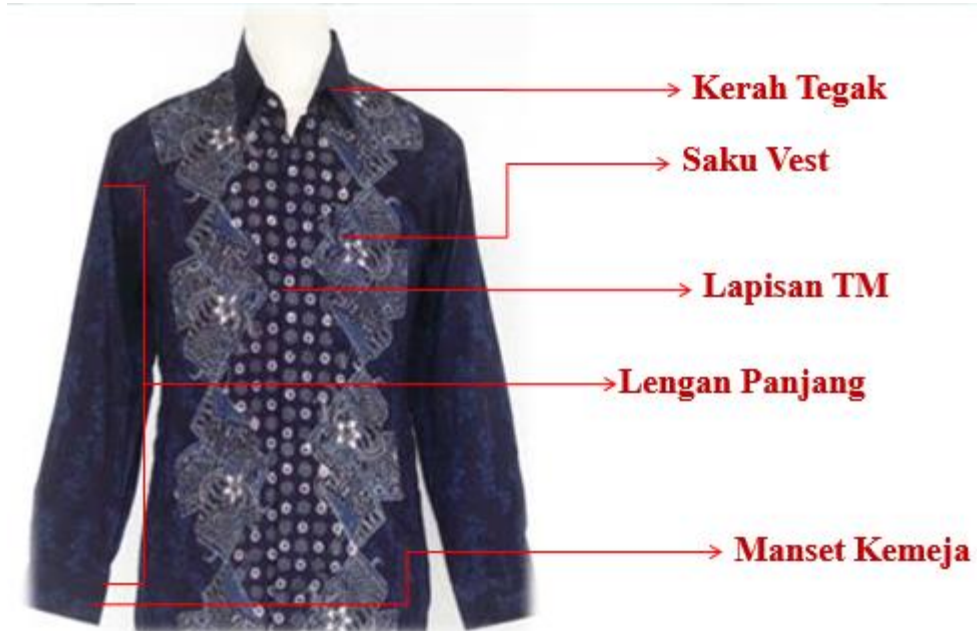 Kerah Tegak
Saku Vest
Lapisan TM
Lengan Panjang
Manset Kemeja